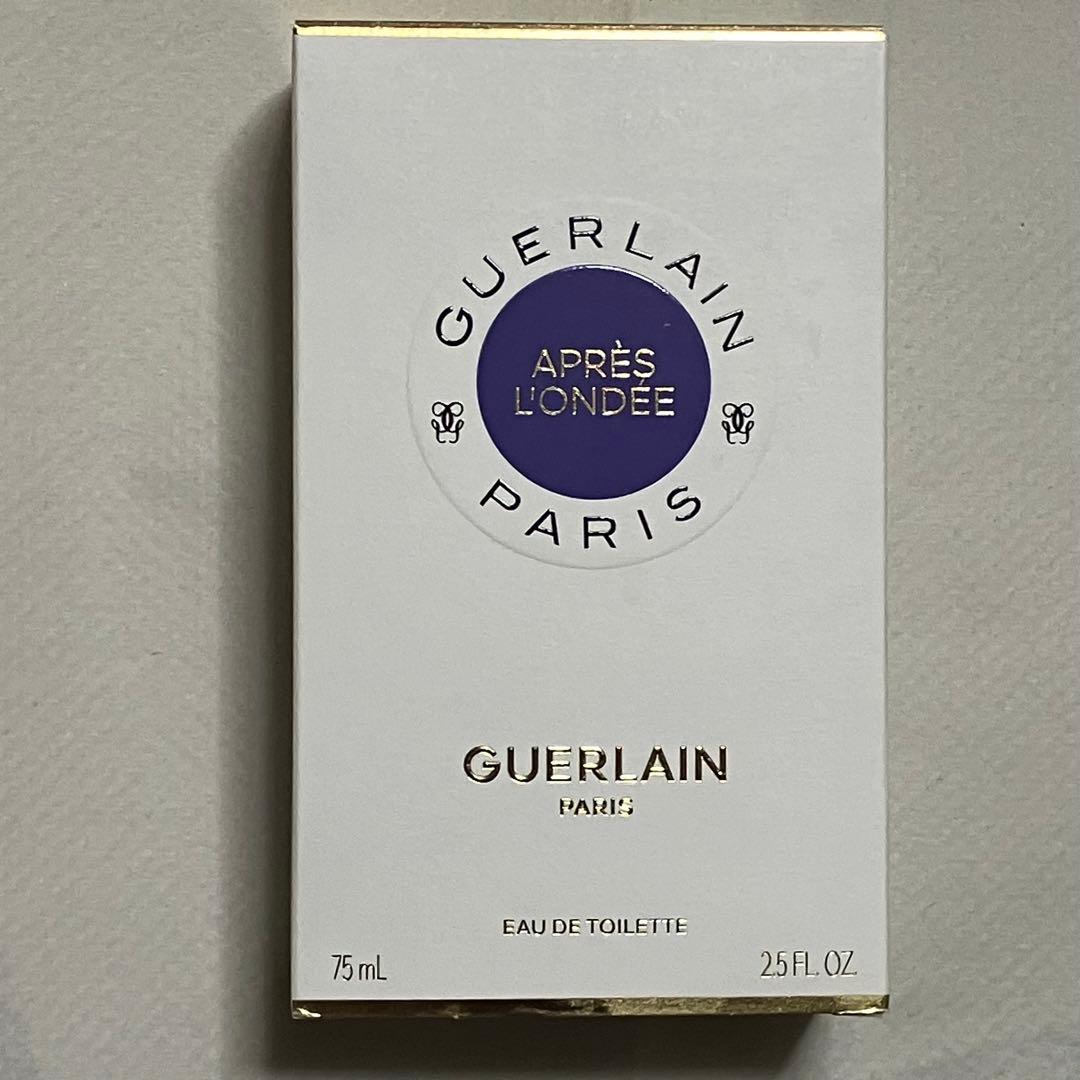 GUERLAIN
APRÈS
L'ONDÉE
PARIS
GUERLAIN
PARIS
EAU DE TOILETTE
75 mL
2.5 FL. OZ.